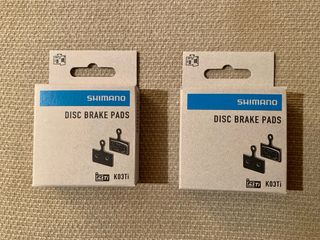 SHIMANO
DISC BRAKE PADS
K03Ti
SHIMANO
DISC BRAKE PADS
K03Ti